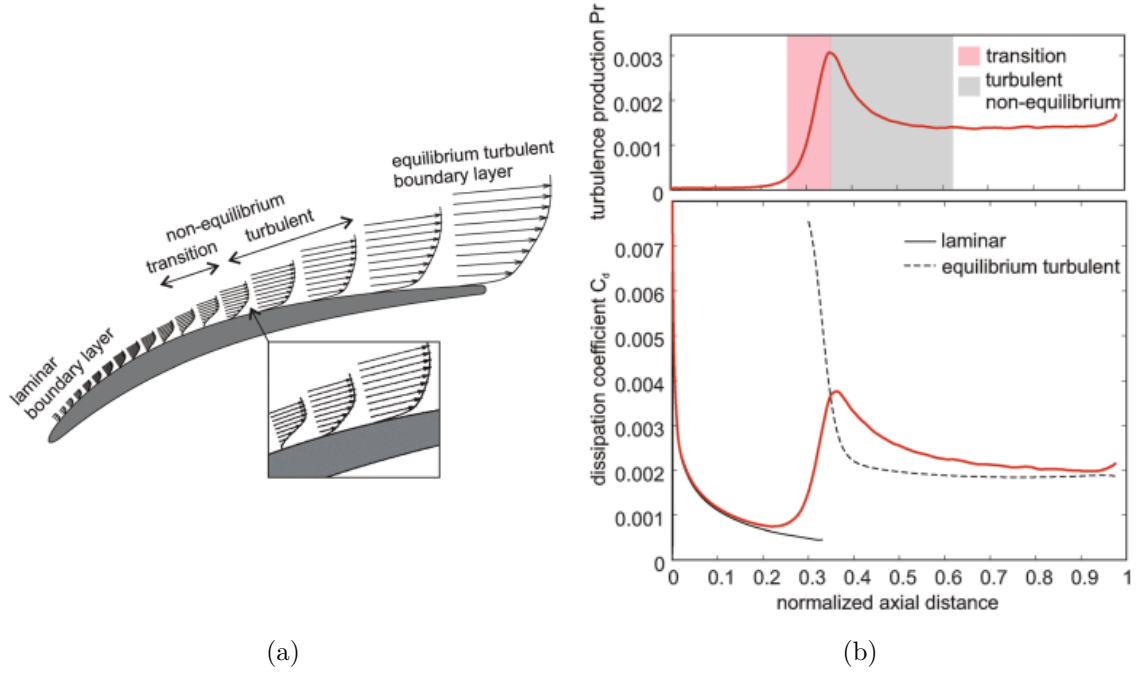 equilibrium turbulent
boundary layer
non-equilibrium
transition
turbulent
laminar
boundary layer
(a)
turbulence production Pr
0.003
0.002
0.001
0
transition
turbulent
non-equilibrium
dissipation coefficient C_d
0.007
0.006
0.005
0.004
0.003
0.002
0.001
0
laminar
equilibrium turbulent
0 0.1 0.2 0.3 0.4 0.5 0.6 0.7 0.8 0.9 1
normalized axial distance
(b)